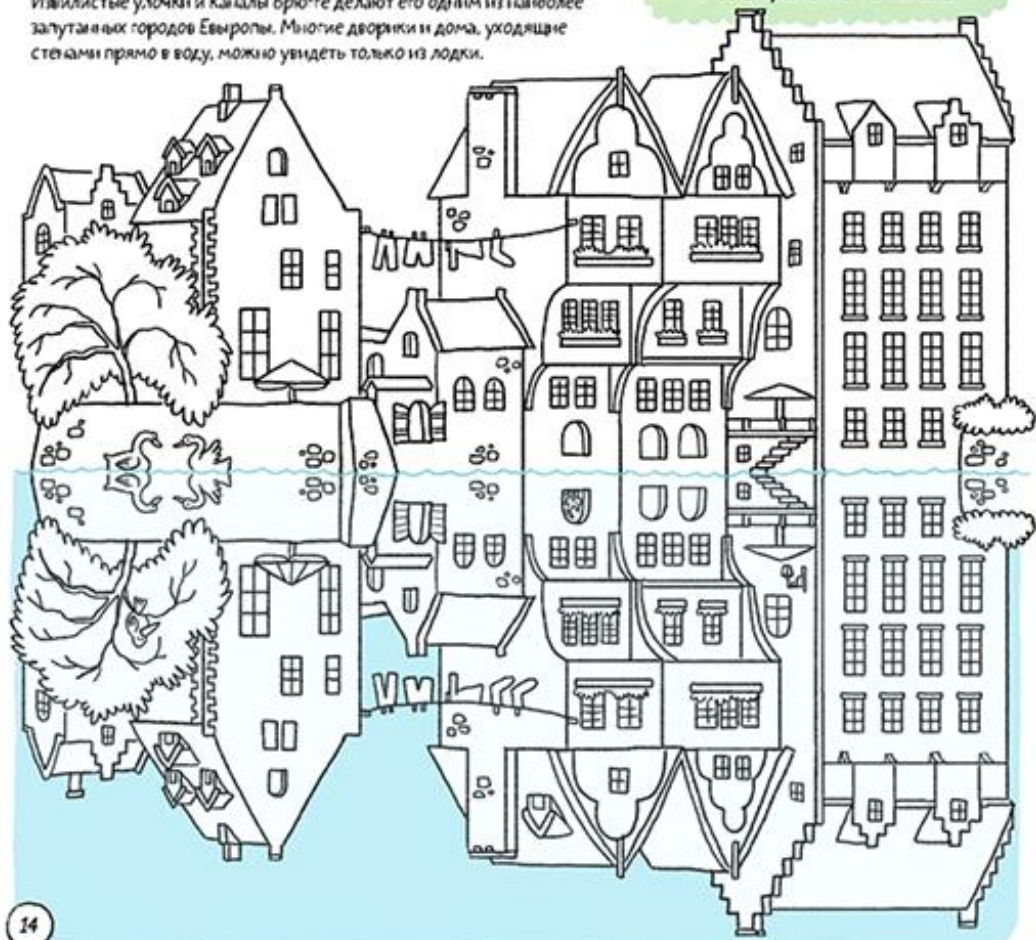 Извилистые улочки и каналы Брюгге делают его одним из наиболее
запутанных городов Евыропы. Многие дворики и дома, уходящие
стенами прямо в воду, можно увидеть только из лодки.
14